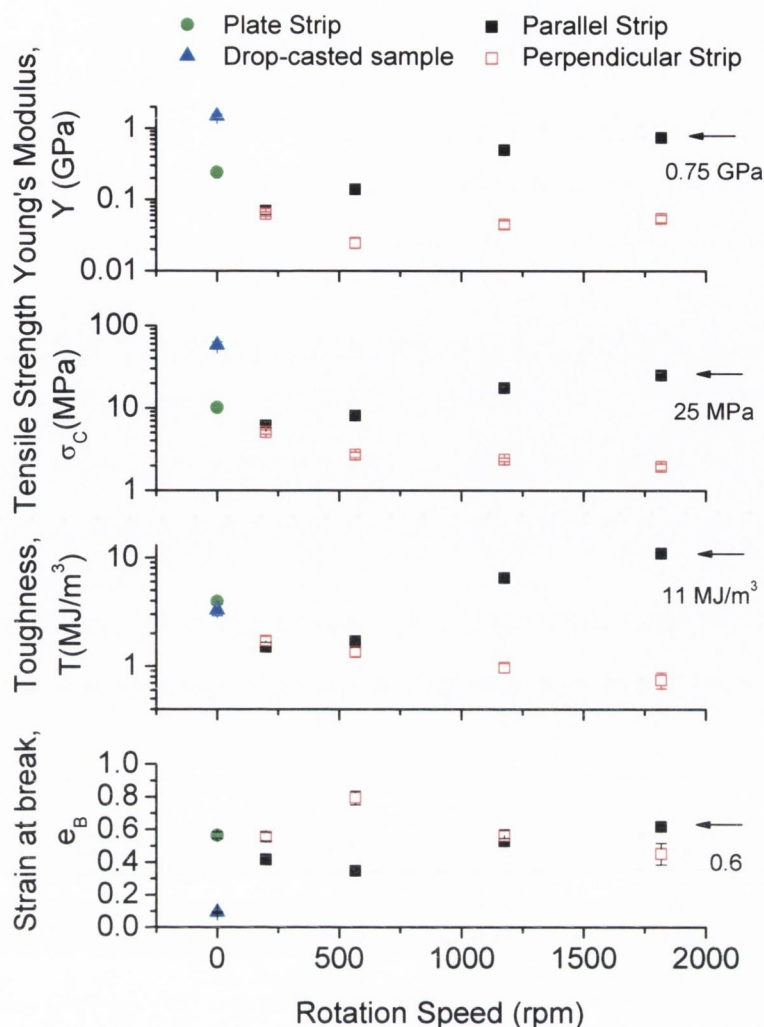 Plate Strip
Parallel Strip
Drop-casted sample
Perpendicular Strip
Young's Modulus,
Y (GPa)
1
0.1
0.01
0.75 GPa
Tensile Strength
σC(MPa)
100
10
1
25 MPa
Toughness,
T(MJ/m³)
10
1
11 MJ/m³
Strain at break,
eB
1.0
0.8
0.6
0.4
0.2
0.0
0.6
0
500
1000
1500
2000
Rotation Speed (rpm)